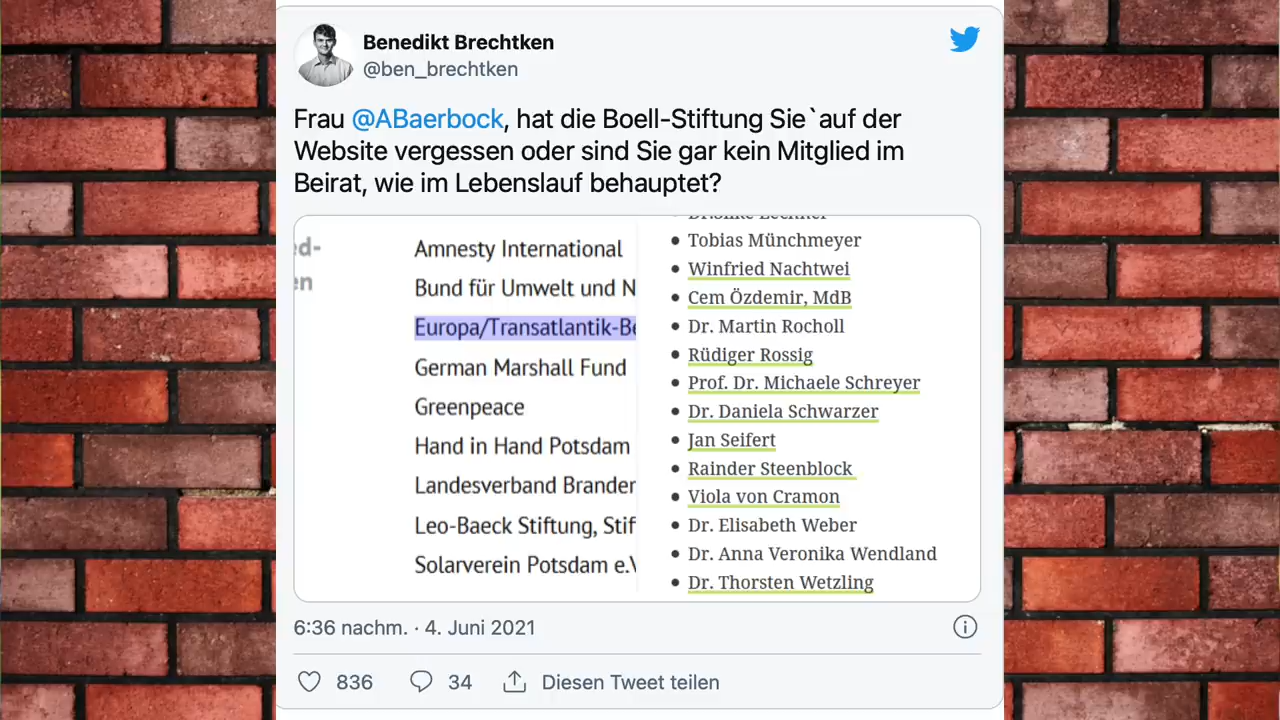 Benedikt Brechtken
@ben_brechtken
Frau @ABaerbock, hat die Boell-Stiftung Sie`auf der
Website vergessen oder sind Sie gar kein Mitglied im
Beirat, wie im Lebenslauf behauptet?
ed-
en
Amnesty International
Bund für Umwelt und N
Europa/Transatlantik-Be
German Marshall Fund
Greenpeace
Hand in Hand Potsdam
Landesverband Brander
Leo-Baeck Stiftung, Stif
Solarverein Potsdam e.V
• Tobias Münchmeyer
• Winfried Nachtwei
• Cem Özdemir, MdB
• Dr. Martin Rocholl
• Rüdiger Rossig
• Prof. Dr. Michaele Schreyer
• Dr. Daniela Schwarzer
• Jan Seifert
• Rainder Steenblock
• Viola von Cramon
• Dr. Elisabeth Weber
• Dr. Anna Veronika Wendland
• Dr. Thorsten Wetzling
6:36 nachm. · 4. Juni 2021
836 34 Diesen Tweet teilen